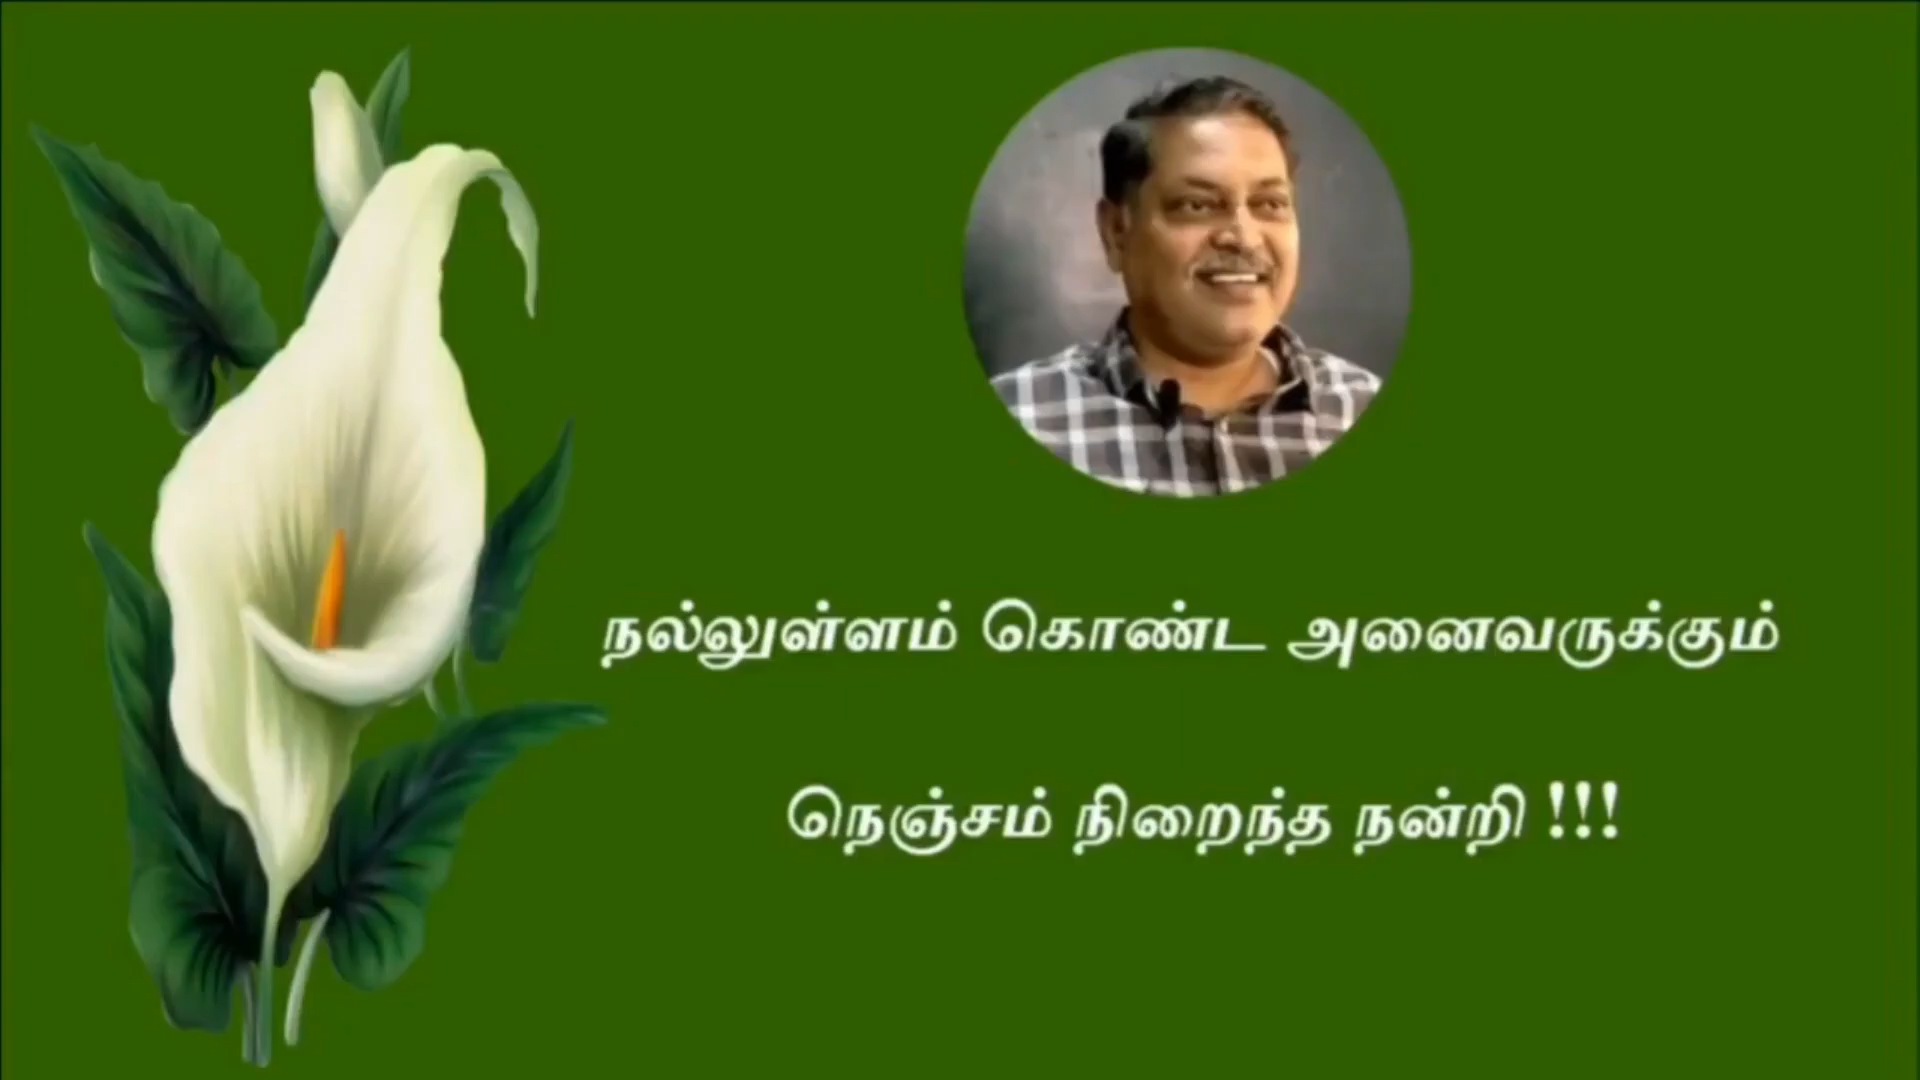 நல்லுள்ளம் கொண்ட அனைவருக்கும்
நெஞ்சம் நிறைந்த நன்றி !!!